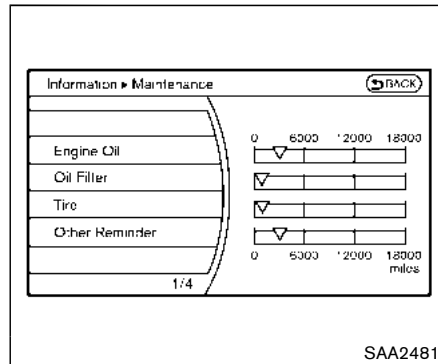 Information ▸ Maintenance
BACK
0 6000 12000 18000
Engine Oil
Oil Filter
Tire
Other Reminder
0 6000 12000 18000
miles
1/4
SAA2481